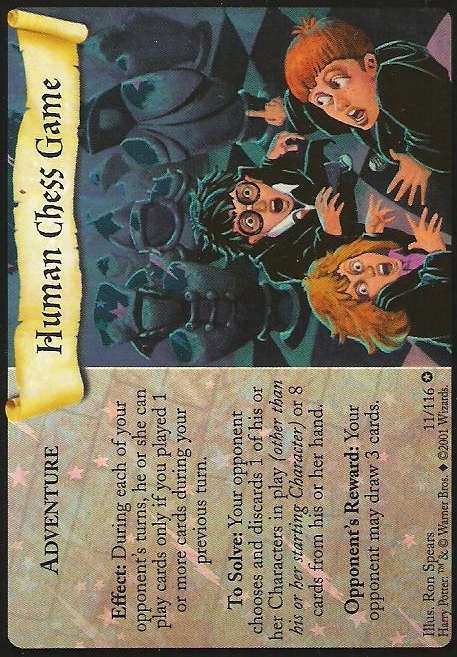 Human Chess Game
ADVENTURE
Effect: During each of your
opponent's turns, he or she can
play cards only if you played 1
or more cards during your
previous turn.
To Solve: Your opponent
chooses and discards 1 of his or
her Characters in play (other than
his or her starting Character) or 8
cards from his or her hand.
Opponent's Reward: Your
opponent may draw 3 cards.
Illus. Ron Spears
11/116 ✪
Harry Potter ™ & © Warner Bros. ◆ ©2001 Wizards.